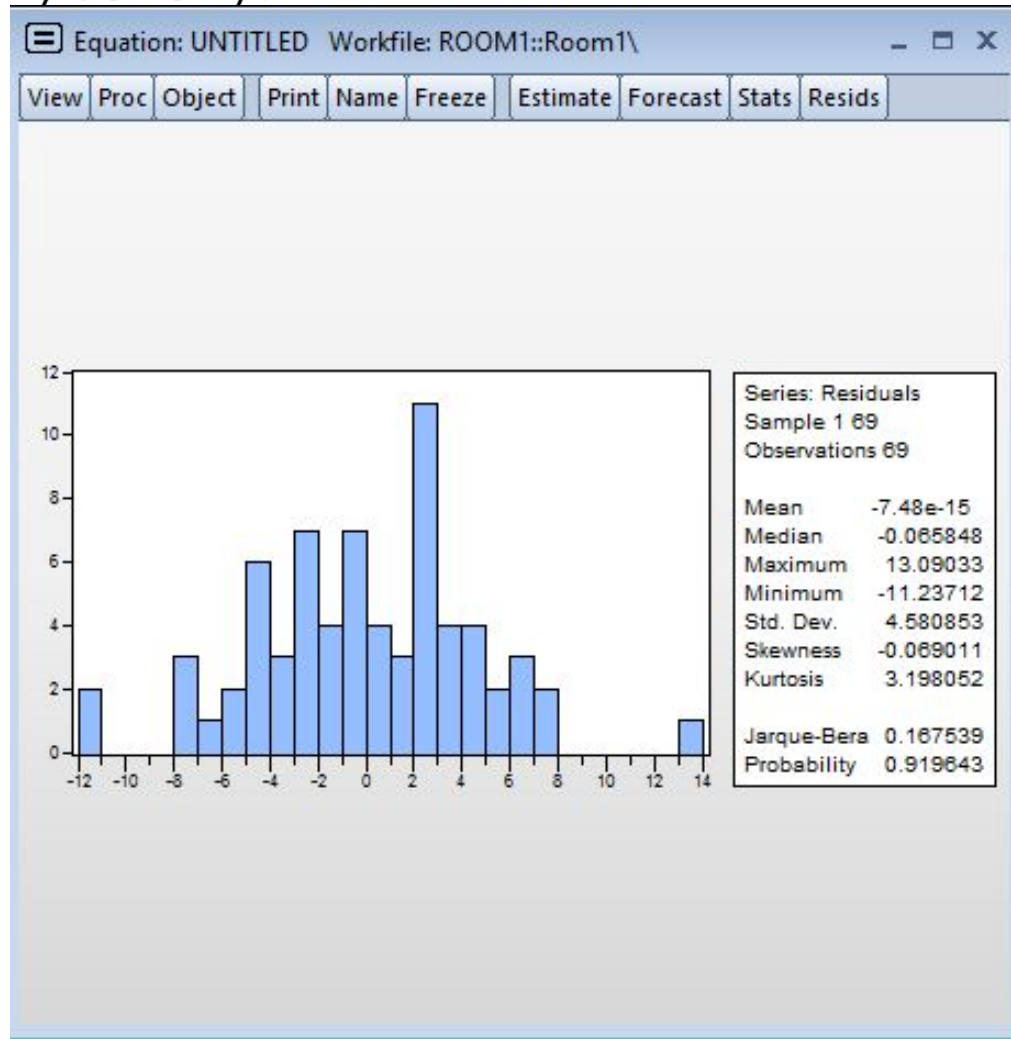 Equation: UNTITLED Workfile: ROOM1::Room1\
View Proc Object Print Name Freeze Estimate Forecast Stats Resids
12
10
8
6
4
2
0
-12 -10 -8 -6 -4 -2 0 2 4 6 8 10 12 14
Series: Residuals
Sample 1 69
Observations 69
Mean -7.48e-15
Median -0.065848
Maximum 13.09033
Minimum -11.23712
Std. Dev. 4.580853
Skewness -0.069011
Kurtosis 3.198052
Jarque-Bera 0.167539
Probability 0.919643